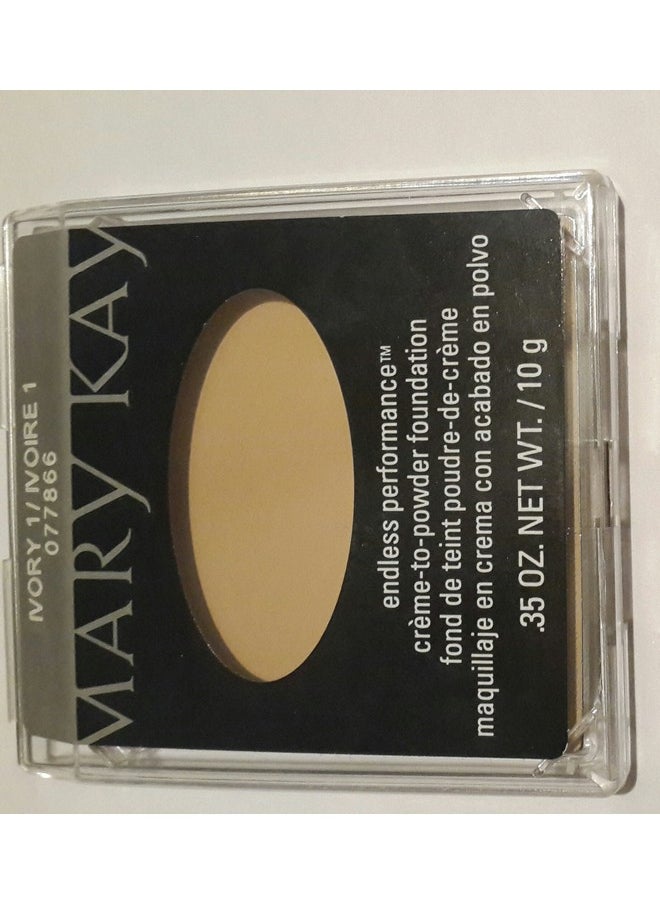 IVORY 1 / IVOIRE 1
077866
MARY KAY
endless performance™
crème-to-powder foundation
fond de teint poudre-de-crème
maquillaje en crema con acabado en polvo
.35 OZ. NET WT. / 10 g